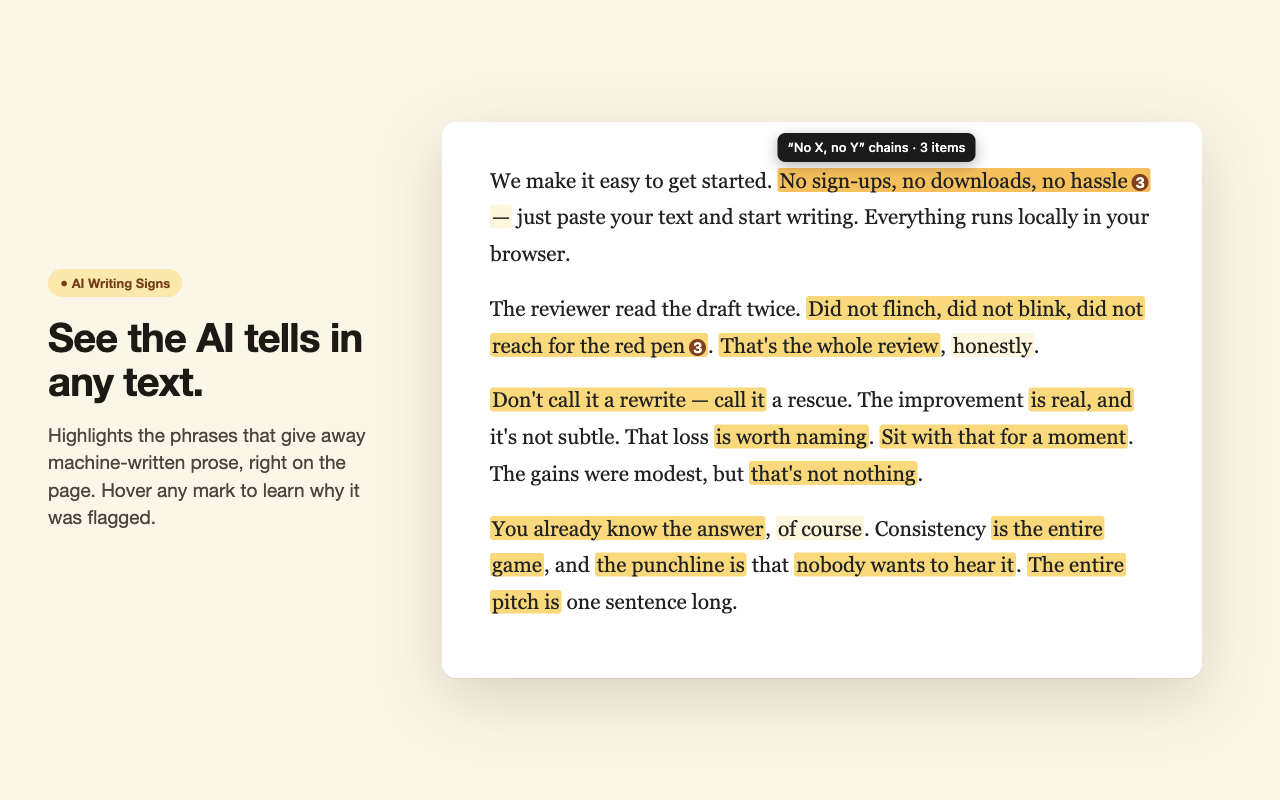 • AI Writing Signs
See the AI tells in
any text.
Highlights the phrases that give away
machine-written prose, right on the
page. Hover any mark to learn why it
was flagged.
“No X, no Y” chains · 3 items
We make it easy to get started. No sign-ups, no downloads, no hassle 3
— just paste your text and start writing. Everything runs locally in your
browser.
The reviewer read the draft twice. Did not flinch, did not blink, did not
reach for the red pen 3. That's the whole review, honestly.
Don't call it a rewrite — call it a rescue. The improvement is real, and
it's not subtle. That loss is worth naming. Sit with that for a moment.
The gains were modest, but that's not nothing.
You already know the answer, of course. Consistency is the entire
game, and the punchline is that nobody wants to hear it. The entire
pitch is one sentence long.